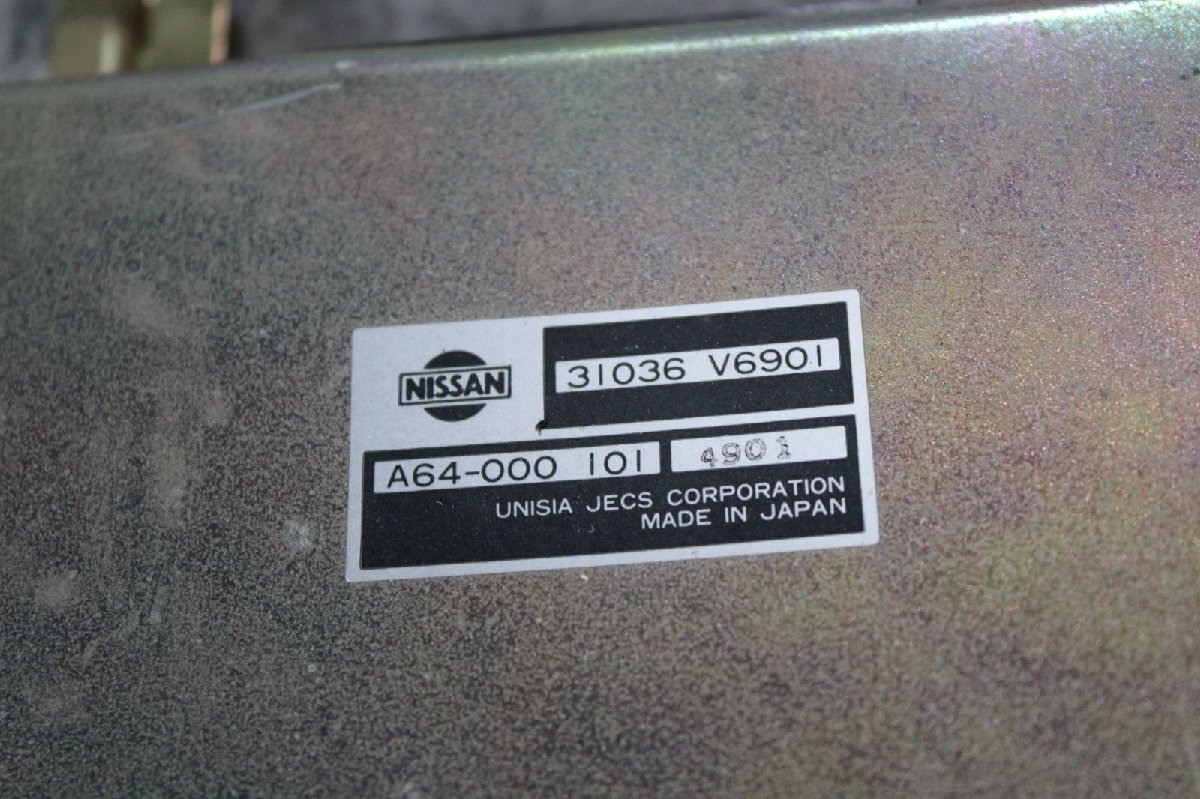 NISSAN
31036 V6901
A64-000 101
4901
UNISIA JECS CORPORATION
MADE IN JAPAN